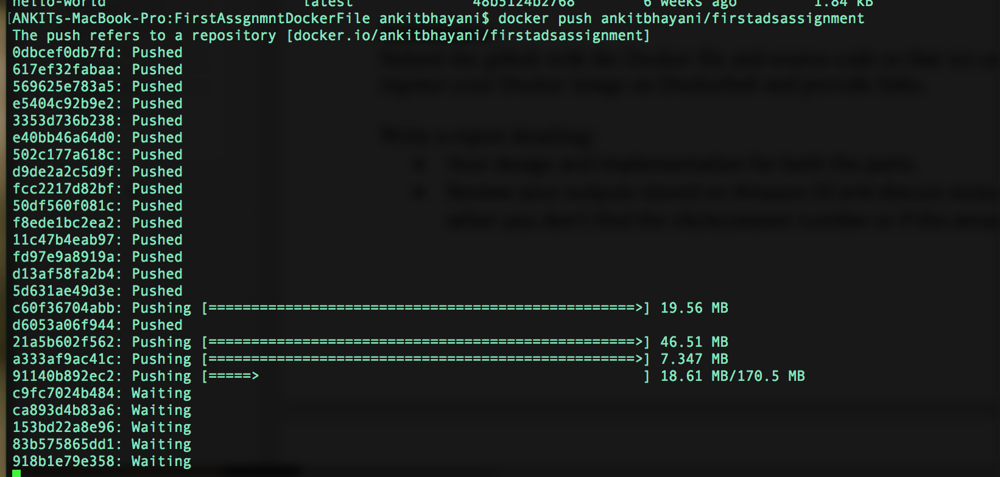 hello-world latest 48b5124b2768 6 weeks ago 1.84 kB
[ANKITs-MacBook-Pro:FirstAssgnmntDockerFile ankitbhayani$ docker push ankitbhayani/firstadsassignment
The push refers to a repository [docker.io/ankitbhayani/firstadsassignment]
0dbcef0db7fd: Pushed
617ef32fabaa: Pushed
569625e783a5: Pushed
e5404c92b9e2: Pushed
3353d736b238: Pushed
e40bb46a64d0: Pushed
502c177a618c: Pushed
d9de2a2c5d9f: Pushed
fcc2217d82bf: Pushed
50df560f081c: Pushed
f8ede1bc2ea2: Pushed
11c47b4eab97: Pushed
fd97e9a8919a: Pushed
d13af58fa2b4: Pushed
5d631ae49d3e: Pushed
c60f36704abb: Pushing [==================================================>] 19.56 MB
d6053a06f944: Pushed
21a5b602f562: Pushing [==================================================>] 46.51 MB
a333af9ac41c: Pushing [==================================================>] 7.347 MB
91140b892ec2: Pushing [=====> ] 18.61 MB/170.5 MB
c9fc7024b484: Waiting
ca893d4b83a6: Waiting
153bd22a8e96: Waiting
83b575865dd1: Waiting
918b1e79e358: Waiting